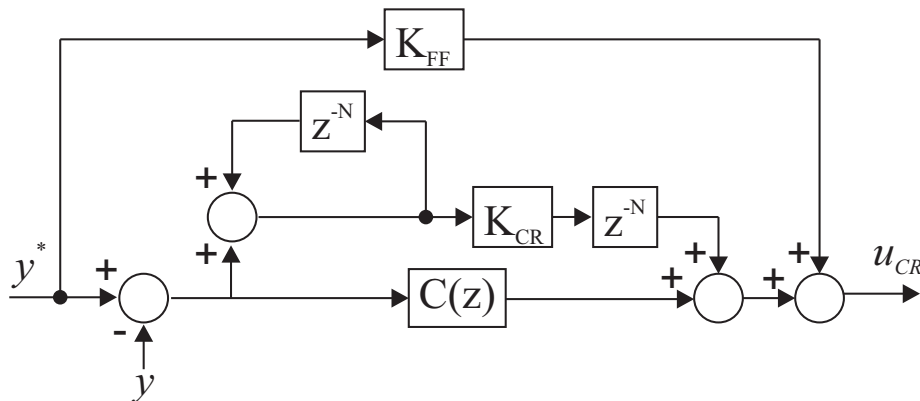 K_FF
z^-N
+
K_CR
z^-N
+
y^*
+
+
+
+
+
u_CR
C(z)
-
y